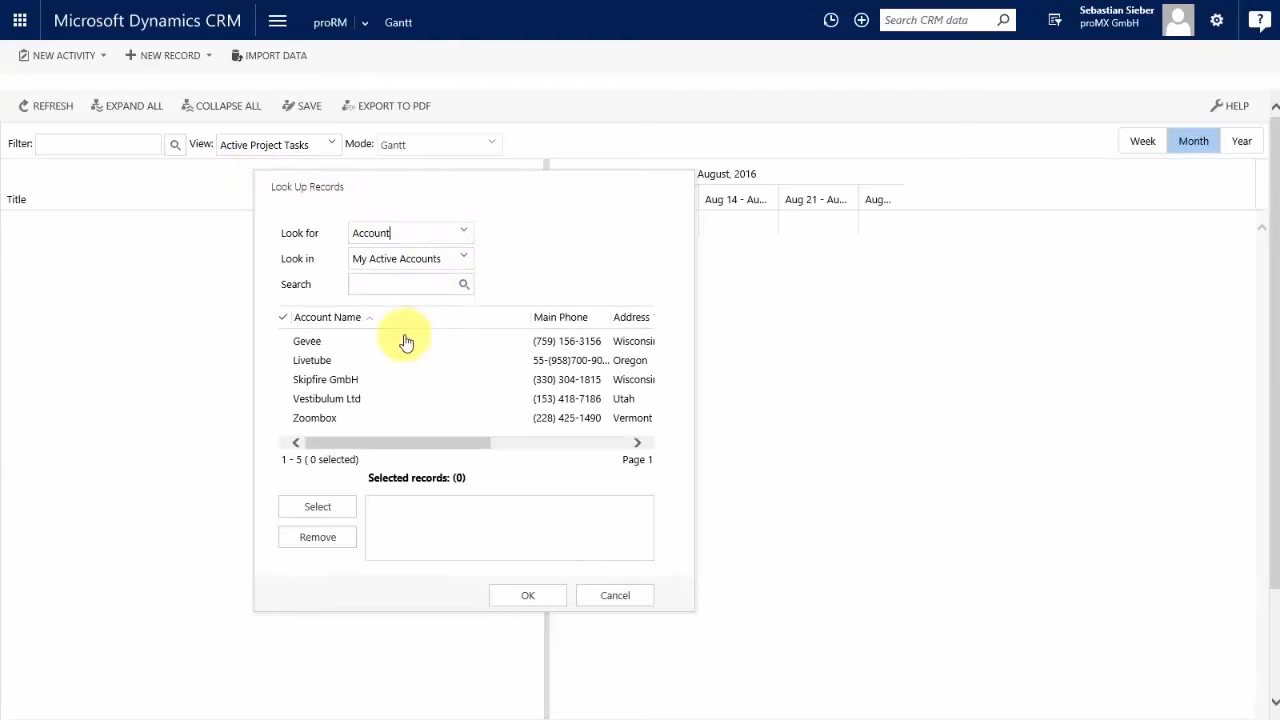 Microsoft Dynamics CRM
proRM
Gantt
Search CRM data
Sebastian Sieber
proMX GmbH
?
NEW ACTIVITY
NEW RECORD
IMPORT DATA
REFRESH
EXPAND ALL
COLLAPSE ALL
SAVE
EXPORT TO PDF
HELP
Filter:
View:
Active Project Tasks
Mode:
Gantt
Week
Month
Year
August, 2016
Title
Aug 14 - Au...
Aug 21 - Au...
Aug...
Look Up Records
Look for
Account
Look in
My Active Accounts
Search
Account Name
Main Phone
Address
Gevee (759) 156-3156 Wisconsin
Livetube 55-(958)700-90... Oregon
Skipfire GmbH (330) 304-1815 Wisconsin
Vestibulum Ltd (153) 418-7186 Utah
Zoombox (228) 425-1490 Vermont
1 - 5 ( 0 selected)
Page 1
Selected records: (0)
Select
Remove
OK
Cancel